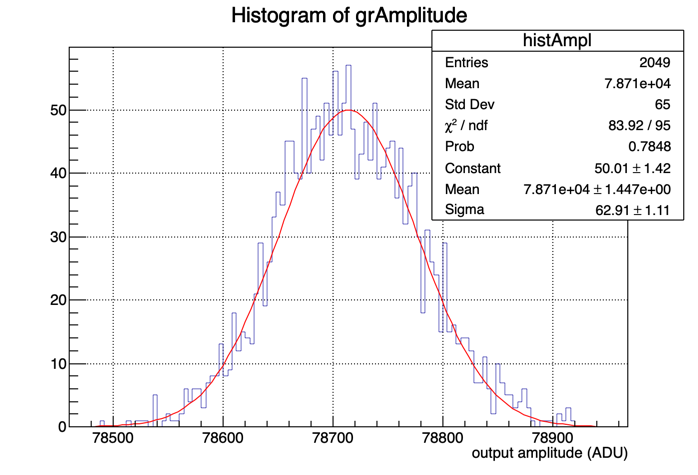 Histogram of grAmplitude
histAmpl
Entries 2049
Mean 7.871e+04
Std Dev 65
χ² / ndf 83.92 / 95
Prob 0.7848
Constant 50.01 ± 1.42
Mean 7.871e+04 ± 1.447e+00
Sigma 62.91 ± 1.11
50
40
30
20
10
0
78500 78600 78700 78800 78900
output amplitude (ADU)